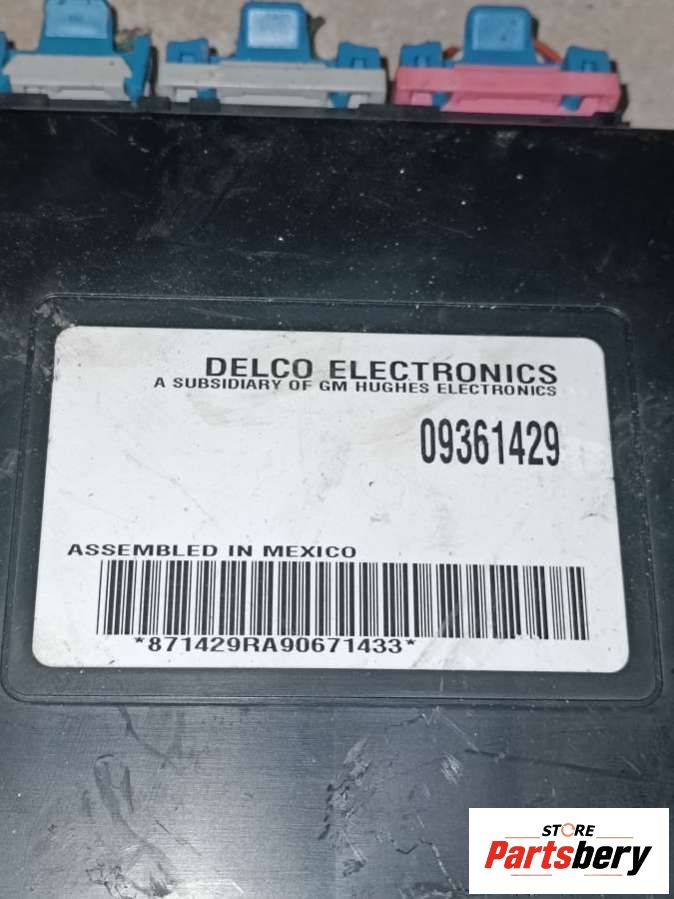 DELCO ELECTRONICS
A SUBSIDIARY OF GM HUGHES ELECTRONICS
09361429
ASSEMBLED IN MEXICO
*871429RA90671433*
STORE
Partsbery